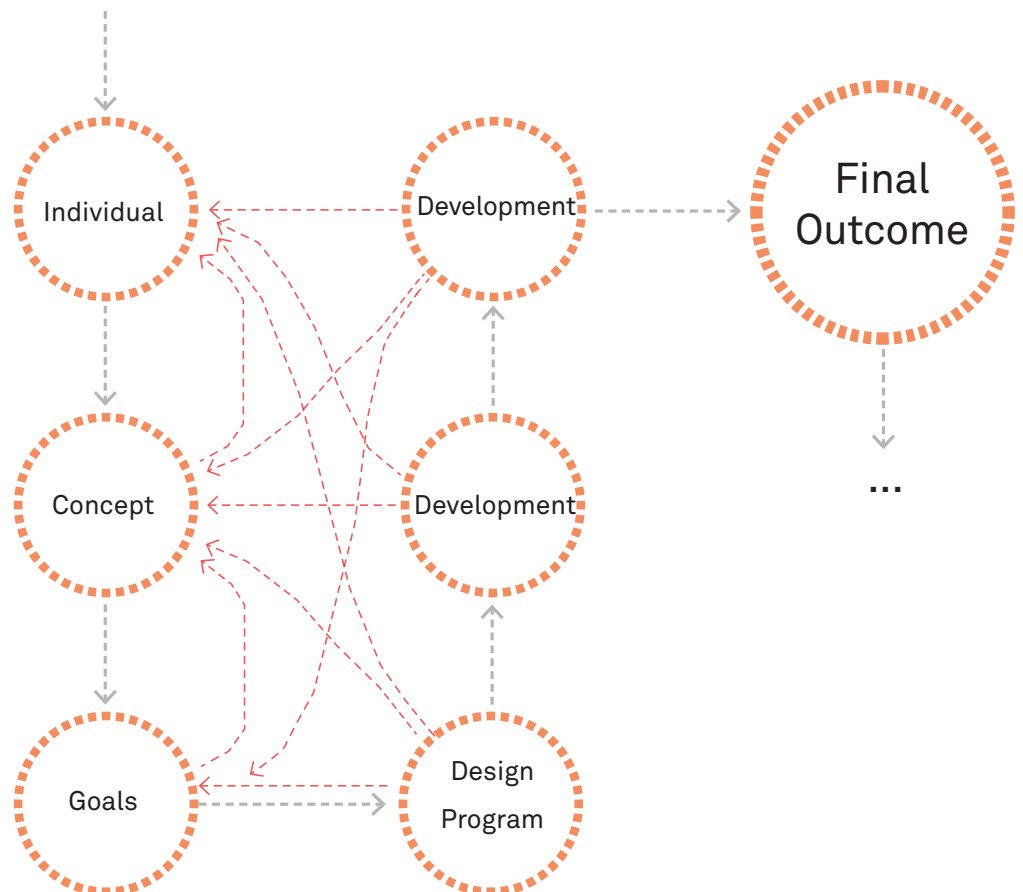 Individual
Development
Final
Outcome
Concept
Development
...
Goals
Design
Program